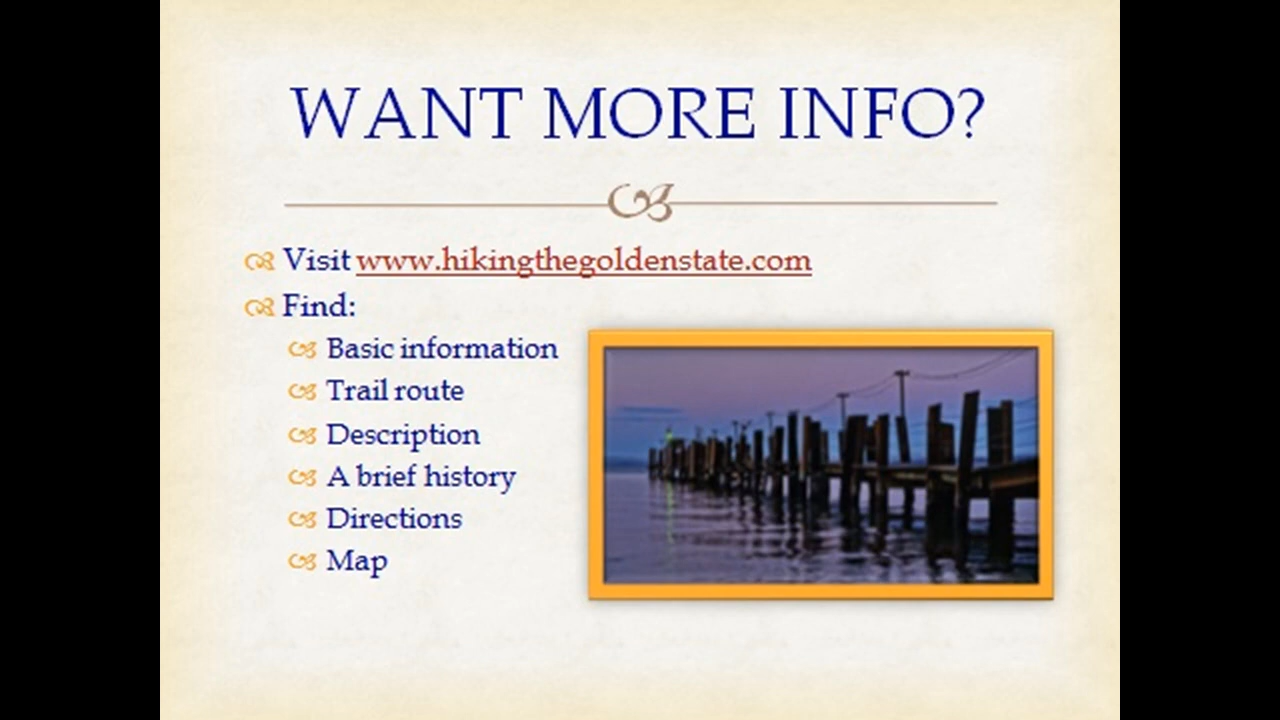 WANT MORE INFO?
Visit www.hikingthegoldenstate.com
Find:
Basic information
Trail route
Description
A brief history
Directions
Map